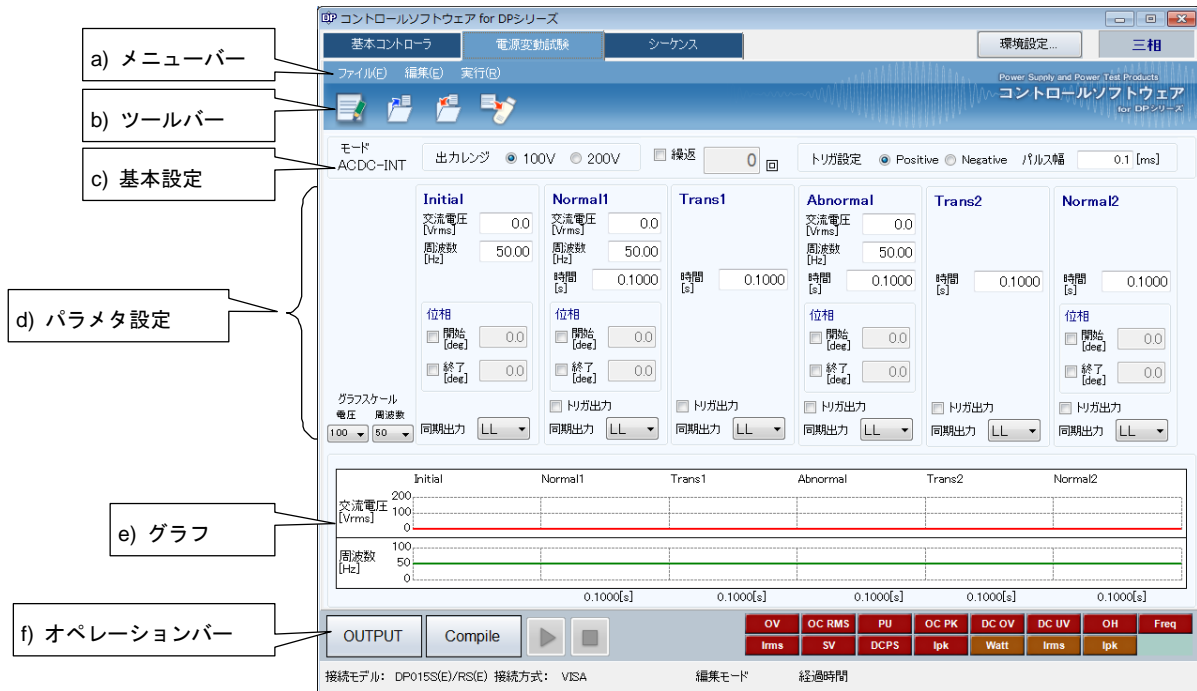 DP コントロールソフトウェア for DPシリーズ
基本コントローラ 電源変動試験 シーケンス 環境設定... 三相
a) メニューバー
ファイル(F) 編集(E) 実行(R)
Power Supply and Power Test Products
コントロールソフトウェア
for DPシリーズ
b) ツールバー
c) 基本設定
モード
ACDC-INT
出力レンジ 100V 200V 繰返 0 回 トリガ設定 Positive Negative パルス幅 0.1 [ms]
d) パラメタ設定
Initial Normal1 Trans1 Abnormal Trans2 Normal2
交流電圧 [Vrms] 0.0 交流電圧 [Vrms] 0.0 交流電圧 [Vrms] 0.0
周波数 [Hz] 50.00 周波数 [Hz] 50.00 周波数 [Hz] 50.00
時間 [s] 0.1000 時間 [s] 0.1000 時間 [s] 0.1000 時間 [s] 0.1000 時間 [s] 0.1000
位相 位相 位相 位相
開始 [deg] 0.0 開始 [deg] 0.0 開始 [deg] 0.0 開始 [deg] 0.0
終了 [deg] 0.0 終了 [deg] 0.0 終了 [deg] 0.0 終了 [deg] 0.0
トリガ出力 トリガ出力 トリガ出力 トリガ出力 トリガ出力
グラフスケール
電圧 周波数
100 50
同期出力 LL 同期出力 LL 同期出力 LL 同期出力 LL 同期出力 LL 同期出力 LL
e) グラフ
Initial Normal1 Trans1 Abnormal Trans2 Normal2
交流電圧 [Vrms] 200 100 0
周波数 [Hz] 100 50 0
0.1000[s] 0.1000[s] 0.1000[s] 0.1000[s] 0.1000[s]
f) オペレーションバー
OUTPUT Compile
OV OC RMS PU OC PK DC OV DC UV OH Freq
Irms SV DCPS Ipk Watt Irms Ipk
接続モデル: DP015S(E)/RS(E) 接続方式: VISA 編集モード 経過時間